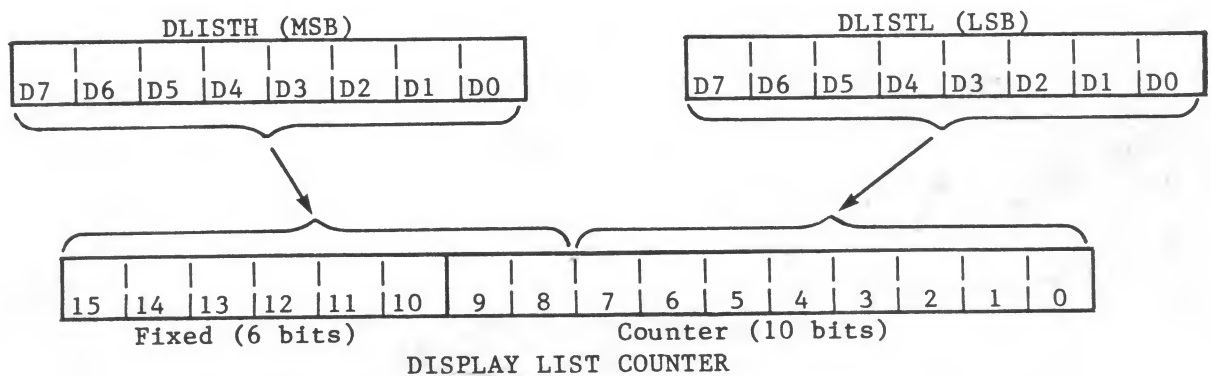 DLISTH (MSB)
DLISTL (LSB)
D7 D6 D5 D4 D3 D2 D1 D0
D7 D6 D5 D4 D3 D2 D1 D0
15 14 13 12 11 10 9 8 7 6 5 4 3 2 1 0
Fixed (6 bits)
Counter (10 bits)
DISPLAY LIST COUNTER